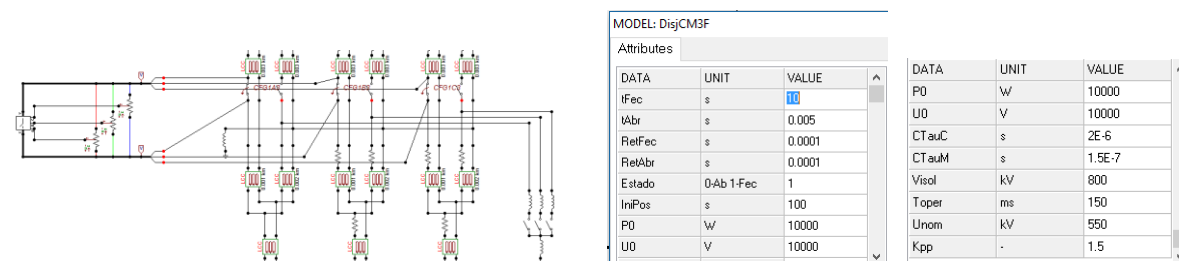 MODEL: DisjCM3F
Attributes
DATA UNIT VALUE
tFec s 10
tAbr s 0.005
RetFec s 0.0001
RetAbr s 0.0001
Estado 0-Ab 1-Fec 1
IniPos s 100
P0 W 10000
U0 V 10000
DATA UNIT VALUE
P0 W 10000
U0 V 10000
CTauC s 2E-6
CTauM s 1.5E-7
Visol kV 800
Toper ms 150
Unom kV 550
Kpp - 1.5